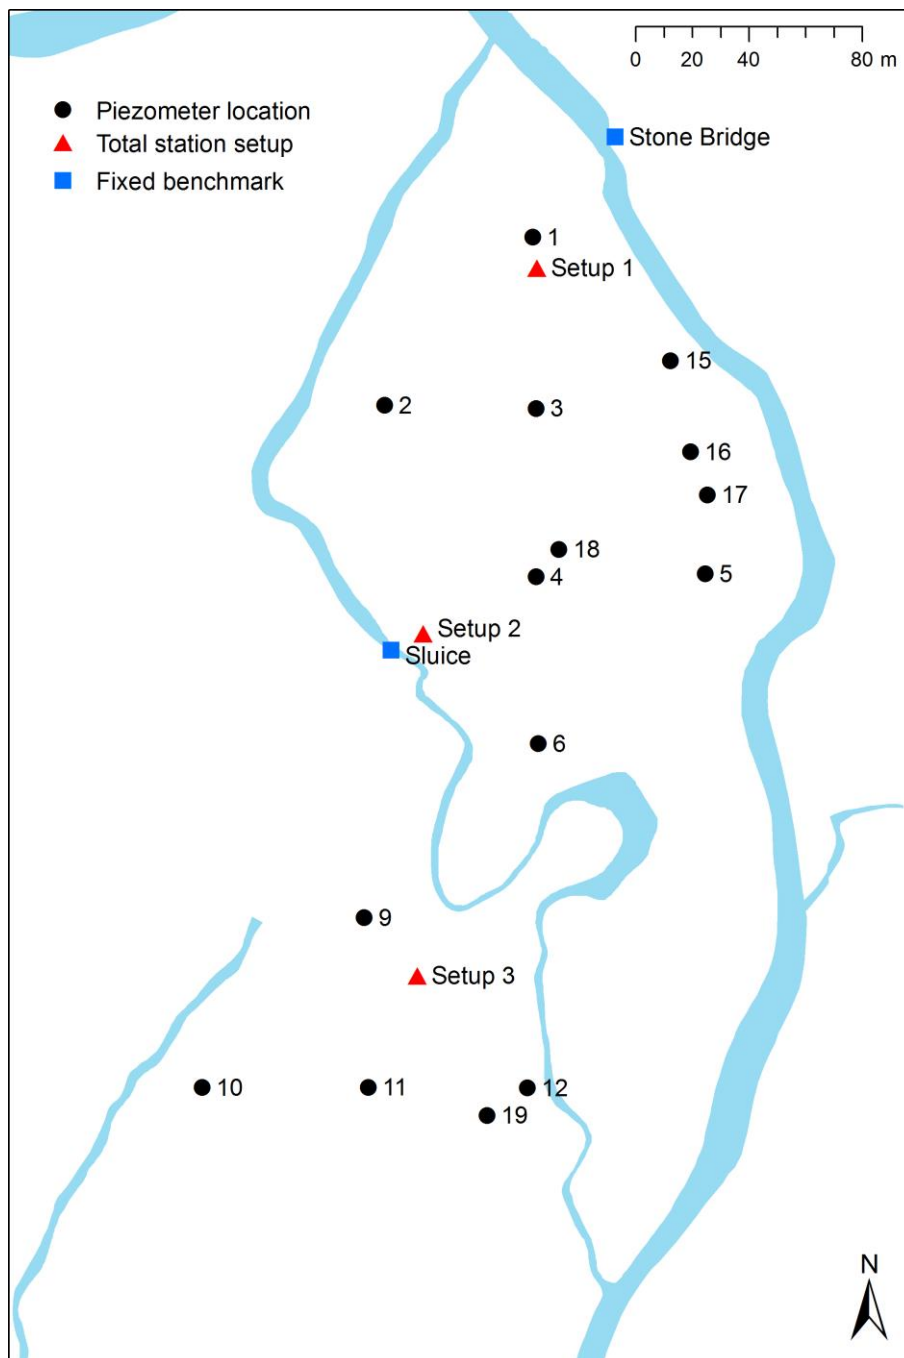 0 20 40 80 m
Piezometer location
Total station setup
Fixed benchmark
Stone Bridge
1
Setup 1
15
2
3
16
17
18
4
5
Setup 2
Sluice
6
9
Setup 3
10
11
12
19
N